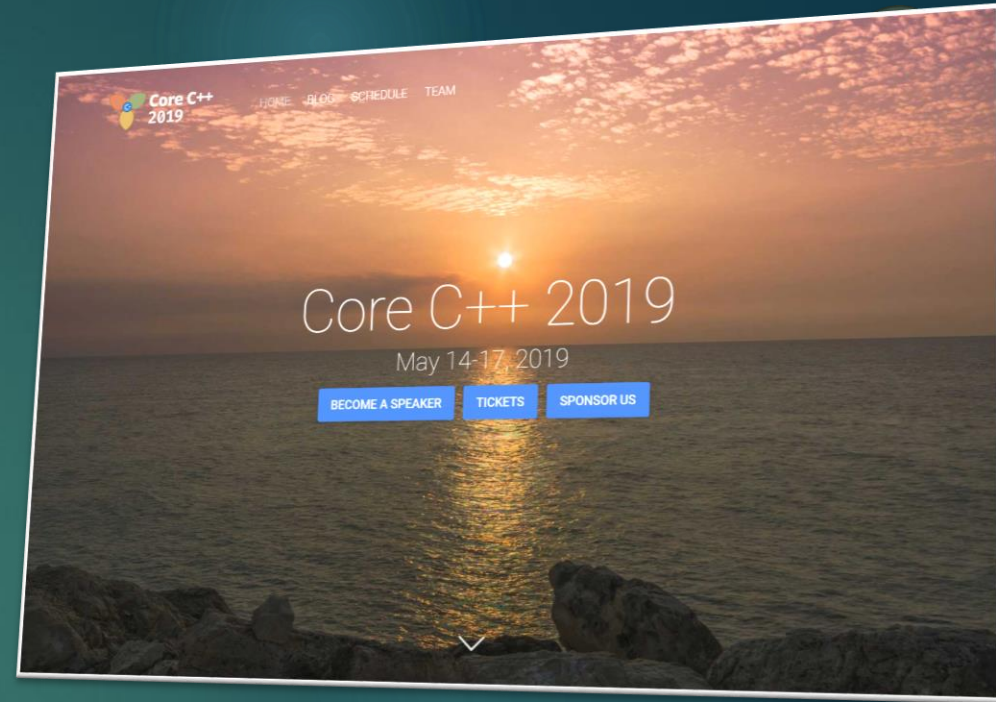 Core C++
2019
HOME BLOG SCHEDULE TEAM
Core C++ 2019
May 14-17, 2019
BECOME A SPEAKER TICKETS SPONSOR US